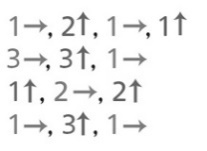 1→, 2↑, 1→, 1↑
3→, 3↑, 1→
1↑, 2→, 2↑
1→, 3↑, 1→